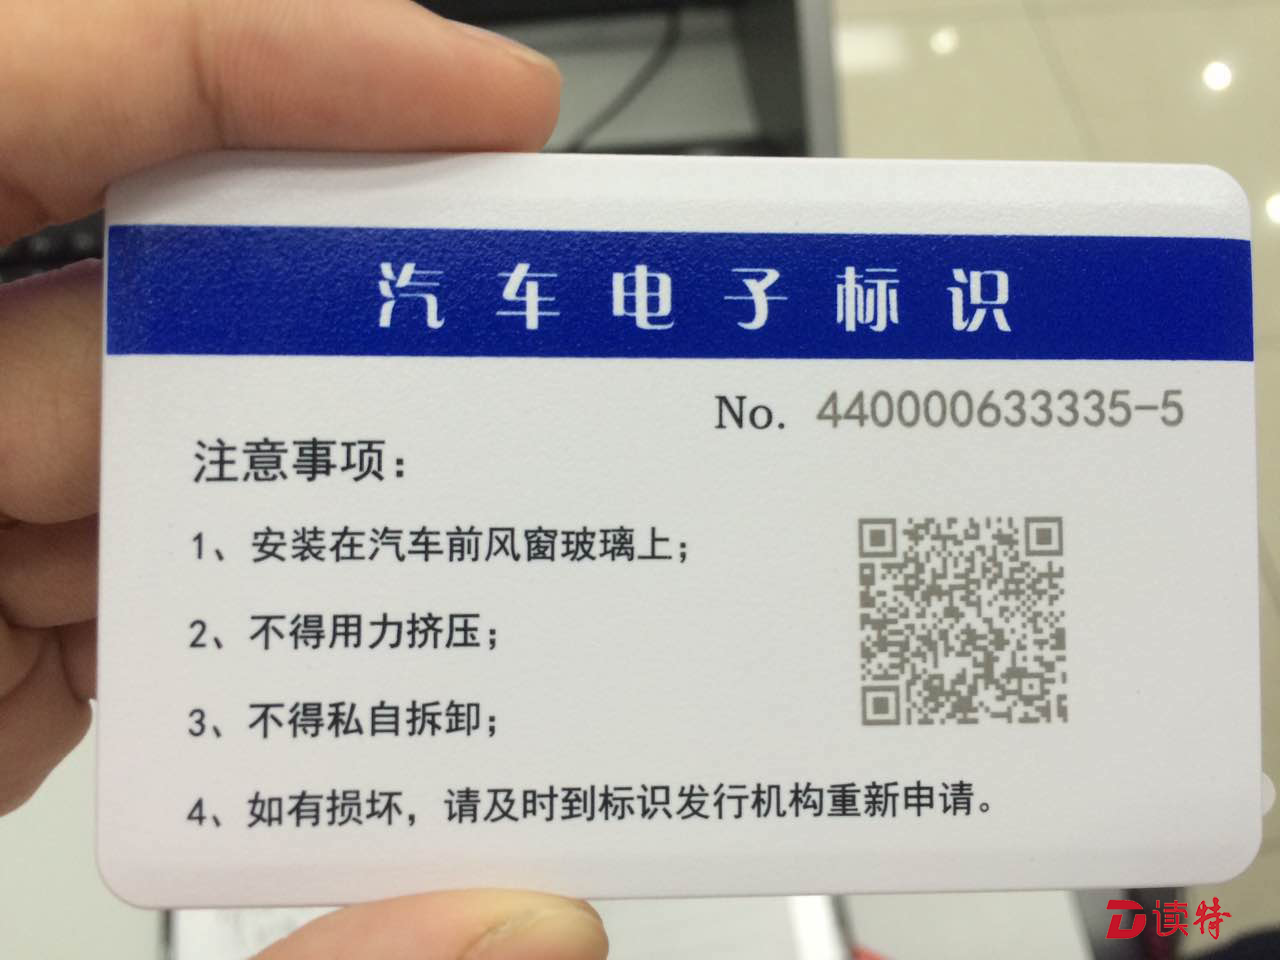 汽车电子标识
No. 440000633335-5
注意事项：
1、安装在汽车前风窗玻璃上；
2、不得用力挤压；
3、不得私自拆卸；
4、如有损坏，请及时到标识发行机构重新申请。
读特